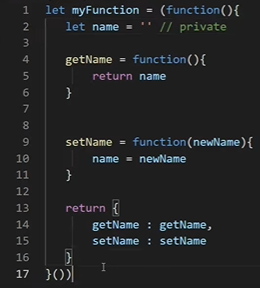 1 let myFunction = (function(){
2     let name = '' // private
3
4     getName = function(){
5         return name
6     }
7
8
9     setName = function(newName){
10         name = newName
11     }
12
13     return {
14         getName : getName,
15         setName : setName
16     }
17 }())